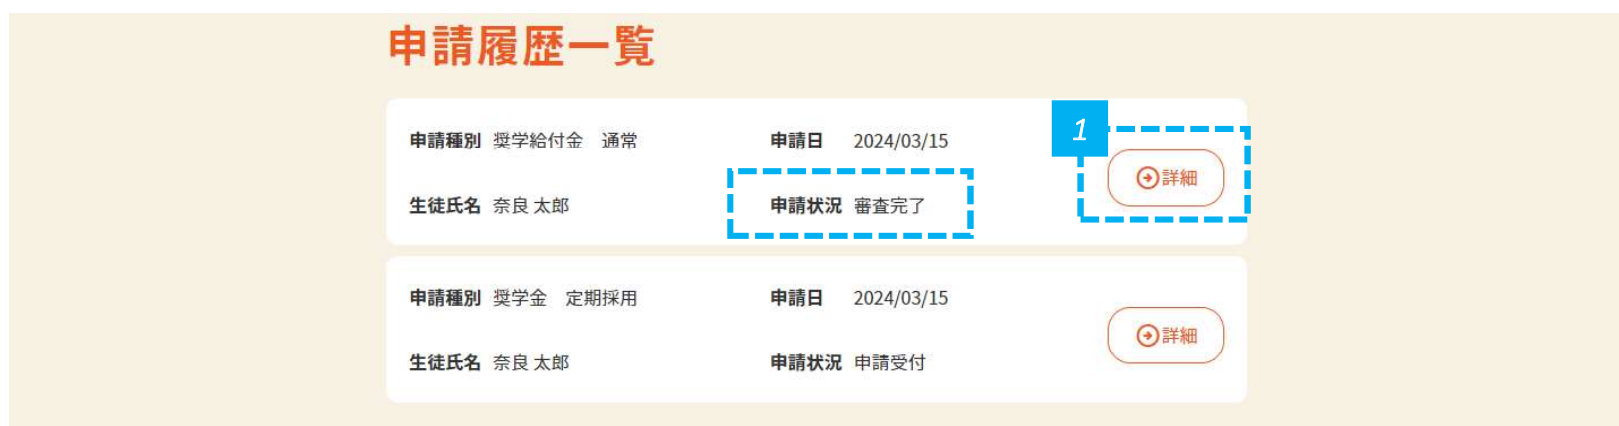 申請履歴一覧
申請種別 奨学給付金　通常 申請日 2024/03/15
1
詳細
生徒氏名 奈良 太郎 申請状況 審査完了
申請種別 奨学金　定期採用 申請日 2024/03/15
詳細
生徒氏名 奈良 太郎 申請状況 申請受付